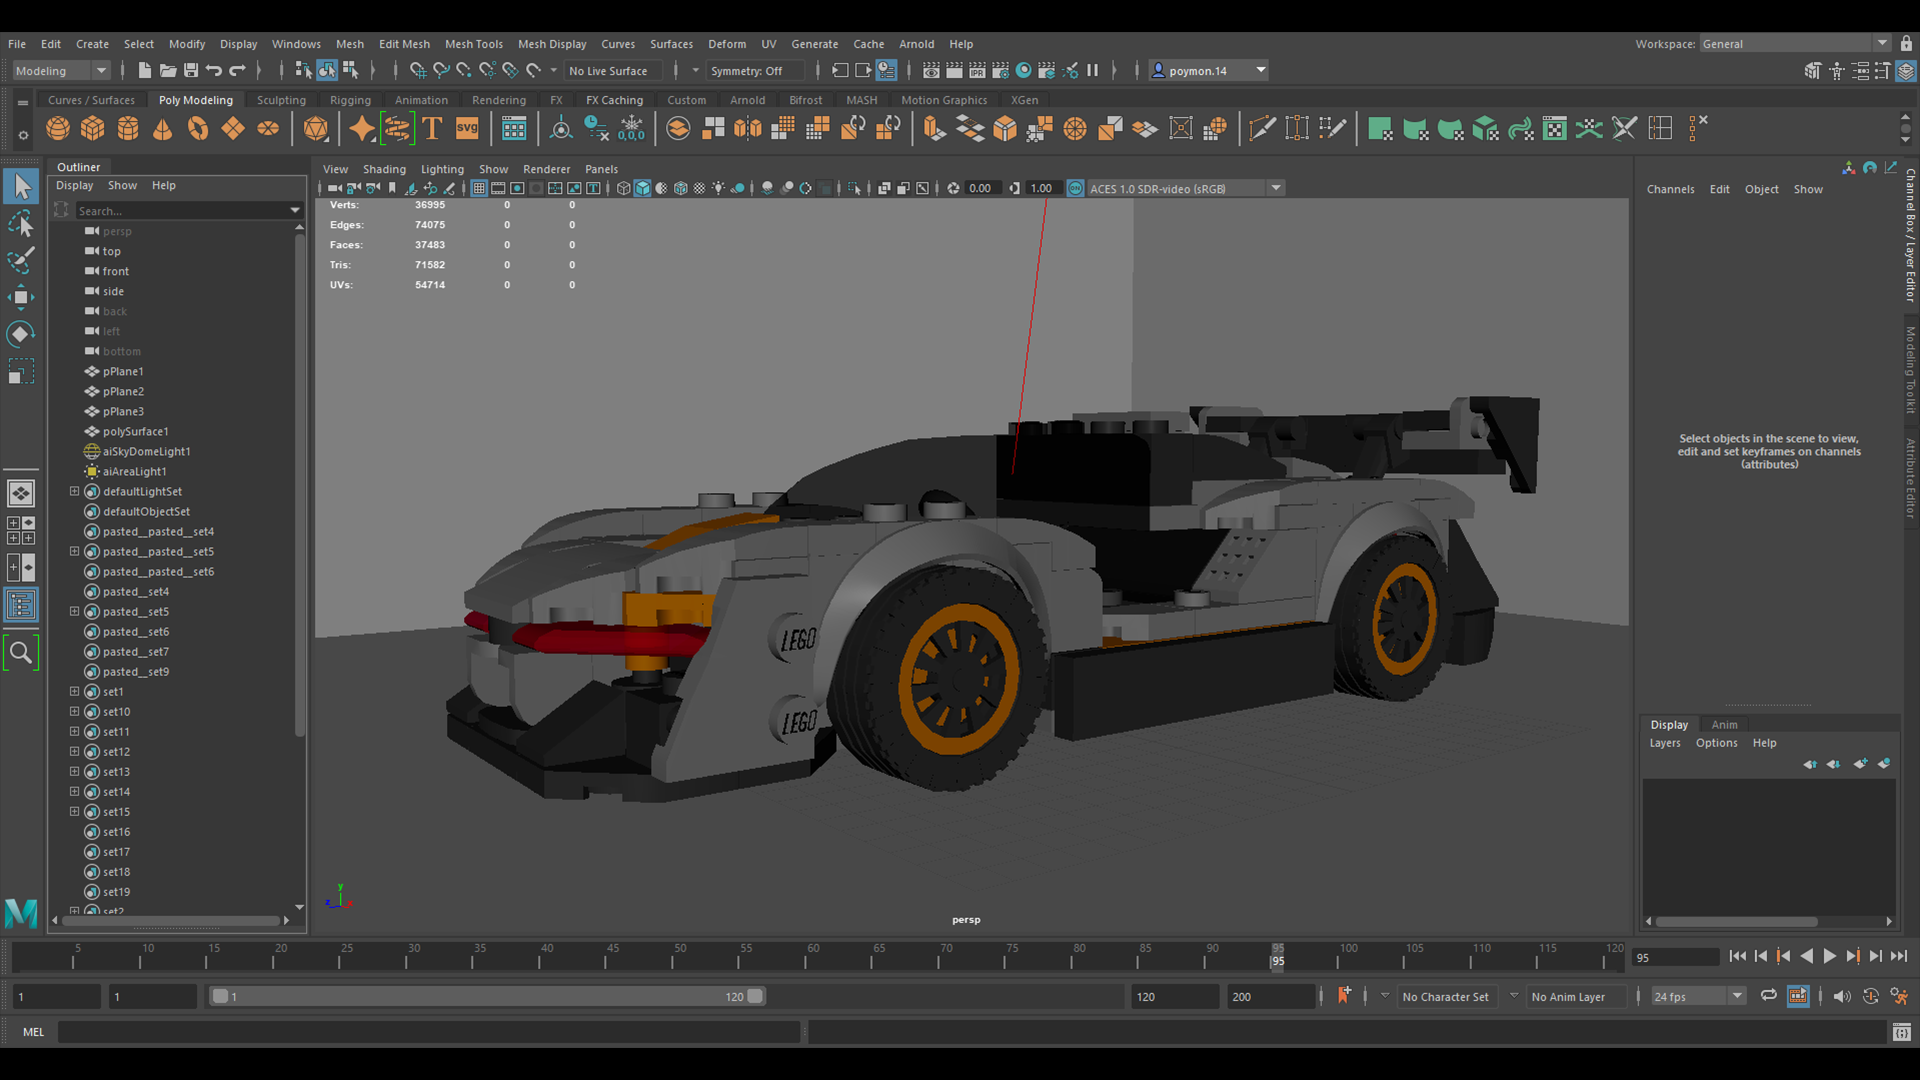 File Edit Create Select Modify Display Windows Mesh Edit Mesh Mesh Tools Mesh Display Curves Surfaces Deform UV Generate Cache Arnold Help Workspace: General
Modeling No Live Surface Symmetry: Off IPR poymon.14
Curves / Surfaces Poly Modeling Sculpting Rigging Animation Rendering FX FX Caching Custom Arnold Bifrost MASH Motion Graphics XGen
T SVG 0,0,0
Outliner
Display Show Help
Search...
persp
top
front
side
back
left
bottom
pPlane1
pPlane2
pPlane3
polySurface1
aiSkyDomeLight1
aiAreaLight1
defaultLightSet
defaultObjectSet
pasted__pasted__set4
pasted__pasted__set5
pasted__pasted__set6
pasted__set4
pasted__set5
pasted__set6
pasted__set7
pasted__set9
set1
set10
set11
set12
set13
set14
set15
set16
set17
set18
set19
set2
View Shading Lighting Show Renderer Panels
0.00 1.00 ACES 1.0 SDR-video (sRGB)
Verts: 36995 0 0
Edges: 74075 0 0
Faces: 37483 0 0
Tris: 71582 0 0
UVs: 54714 0 0
LEGO
LEGO
y
z x
persp
Channels Edit Object Show
Select objects in the scene to view,
edit and set keyframes on channels
(attributes)
Channel Box / Layer Editor
Modeling Toolkit
Attribute Editor
Display Anim
Layers Options Help
5 10 15 20 25 30 35 40 45 50 55 60 65 70 75 80 85 90 95 100 105 110 115 120
95 95
1 1 1 120 120 200 No Character Set No Anim Layer 24 fps
MEL